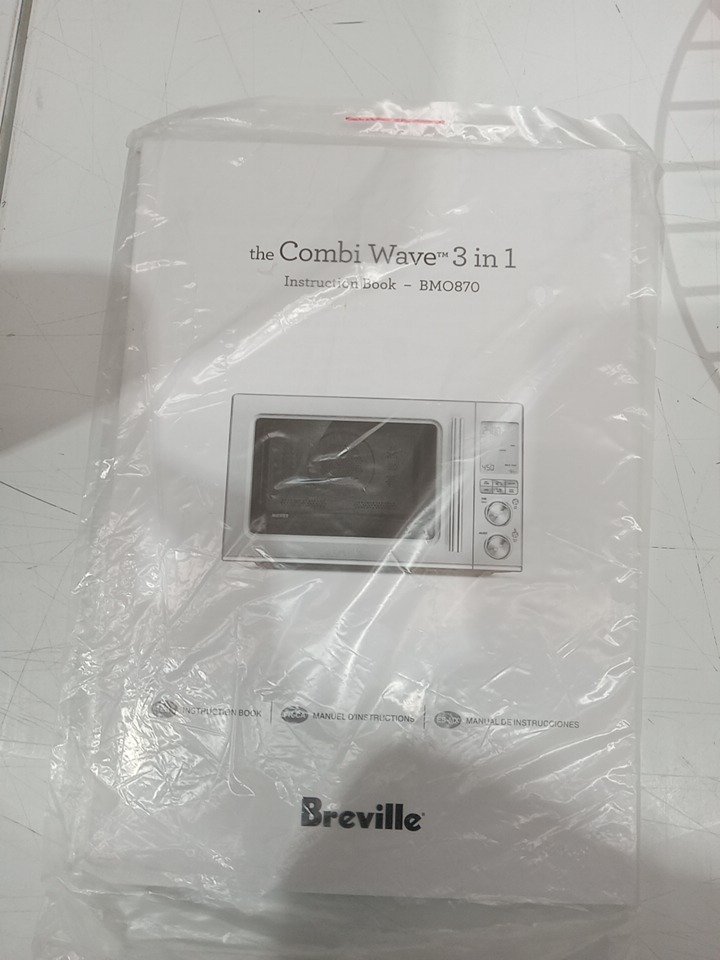 the Combi Wave™ 3 in 1
Instruction Book – BMO870
450
INSTRUCTION BOOK
MANUEL D'INSTRUCTIONS
MANUAL DE INSTRUCCIONES
Breville